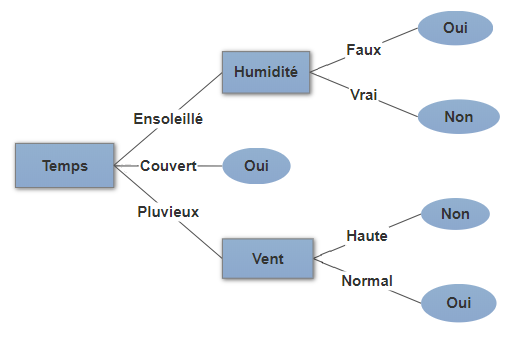 Temps
Ensoleillé
Couvert
Pluvieux
Humidité
Faux
Oui
Vrai
Non
Oui
Vent
Haute
Non
Normal
Oui